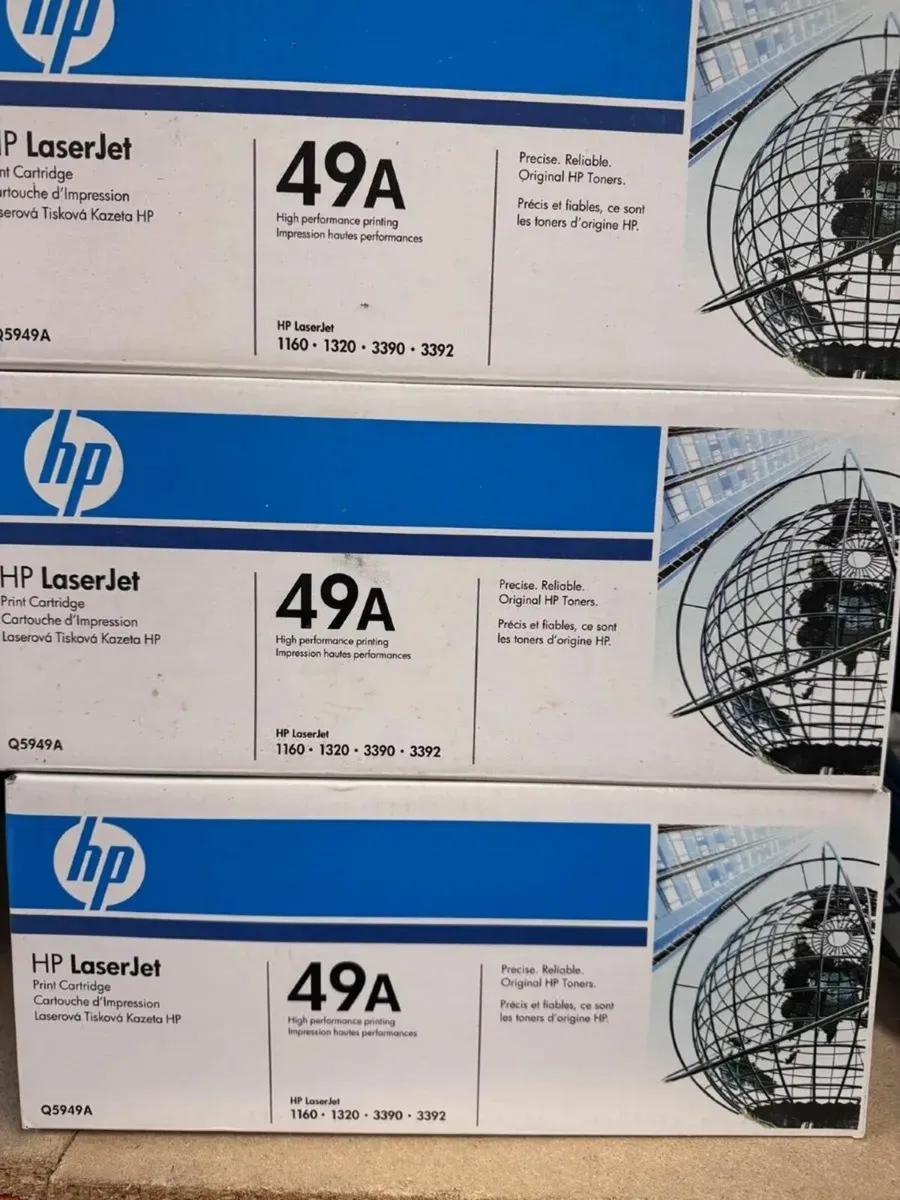 hp
LaserJet
Cartridge
d'Impression
Tisková Kazeta HP
49A
High performance printing
Impression hautes performances
HP LaserJet
1160 • 1320 • 3390 • 3392
Precise. Reliable.
Original HP Toners.
Précis et fiables, ce sont
les toners d'origine HP.
hp
HP LaserJet
Print Cartridge
Cartouche d'Impression
Laserová Tisková Kazeta HP
Q5949A
49A
High performance printing
Impression hautes performances
HP LaserJet
1160 • 1320 • 3390 • 3392
Precise. Reliable.
Original HP Toners.
Précis et fiables, ce sont
les toners d'origine HP.
hp
HP LaserJet
Print Cartridge
Cartouche d'Impression
Laserová Tisková Kazeta HP
Q5949A
49A
High performance printing
Impression hautes performances
HP LaserJet
1160 • 1320 • 3390 • 3392
Precise. Reliable.
Original HP Toners.
Précis et fiables, ce sont
les toners d'origine HP.